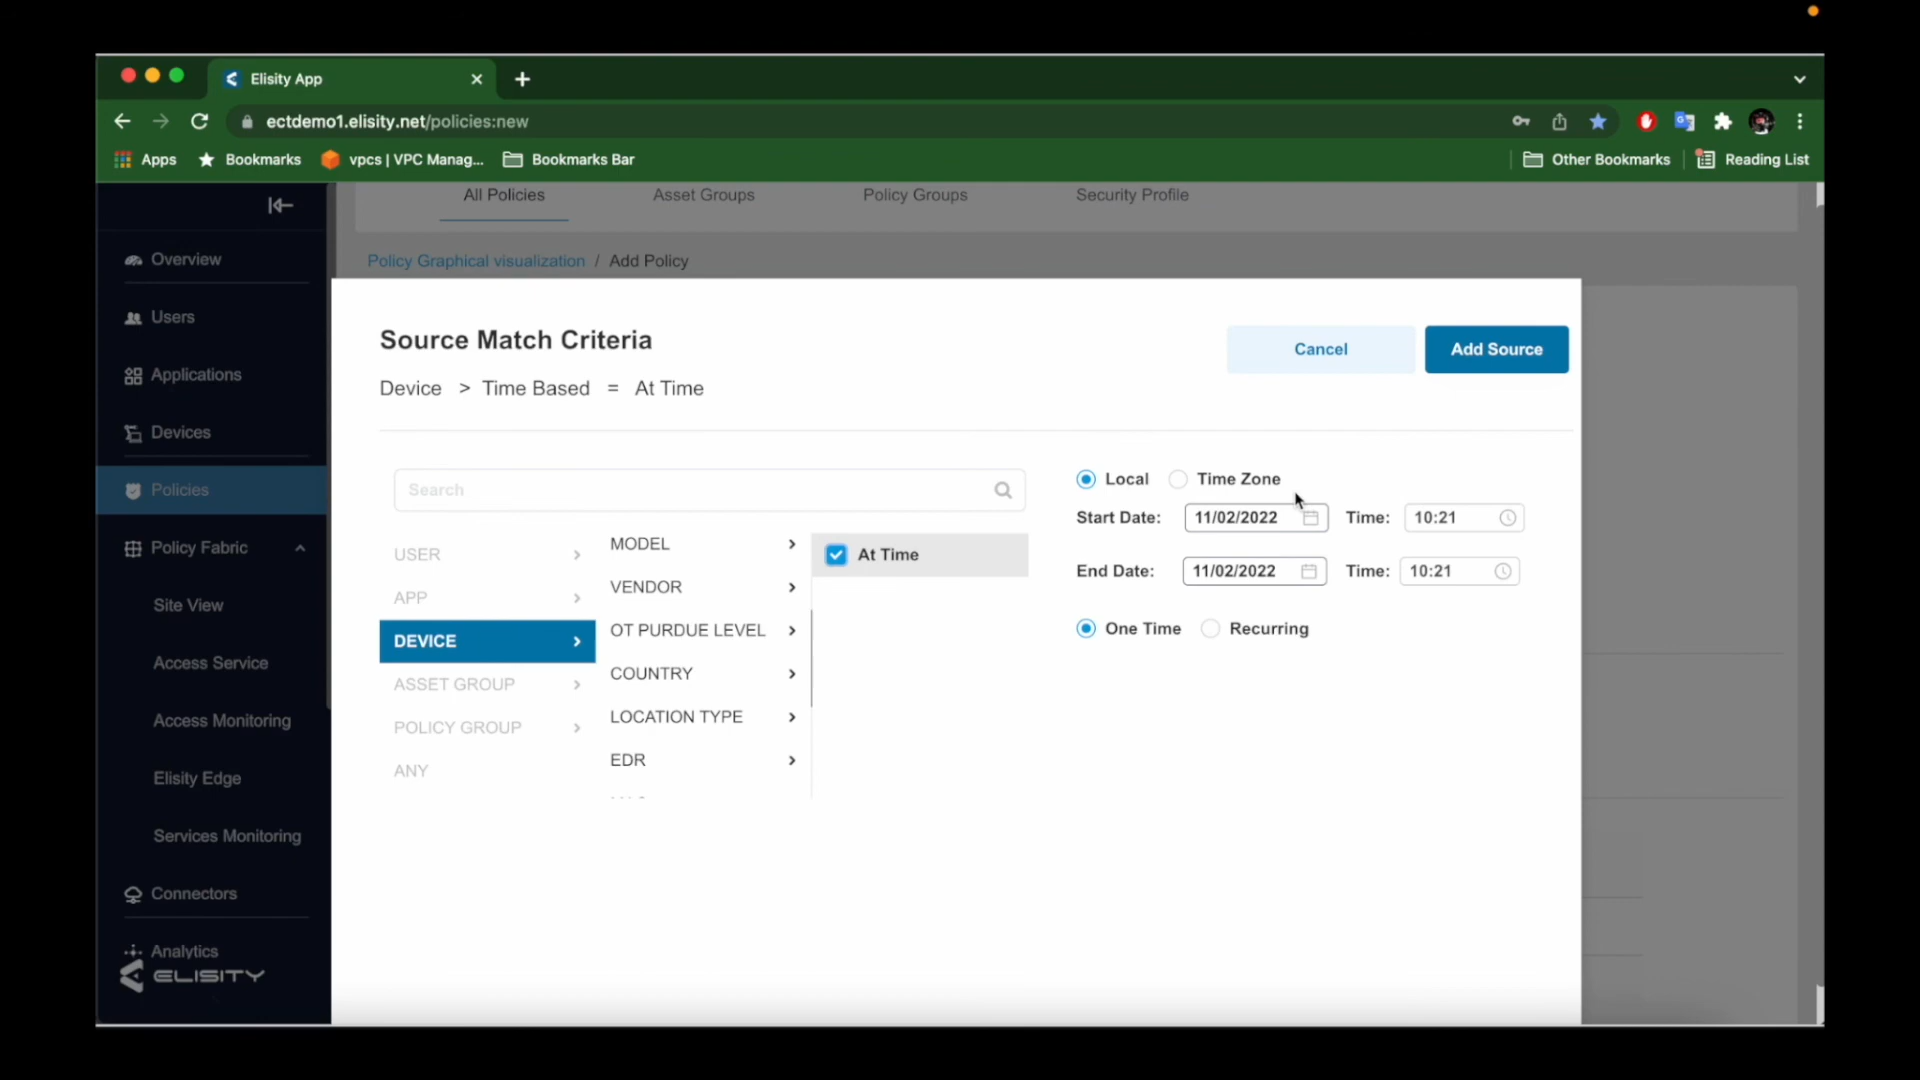 Elisity App
ectdemo1.elisity.net/policies:new
Apps
Bookmarks
vpcs | VPC Manag...
Bookmarks Bar
Other Bookmarks
Reading List
All Policies
Asset Groups
Policy Groups
Security Profile
Policy Graphical visualization / Add Policy
Overview
Users
Applications
Devices
Policies
Policy Fabric
Site View
Access Service
Access Monitoring
Elisity Edge
Services Monitoring
Connectors
Analytics
ELISITY
Source Match Criteria
Cancel
Add Source
Device > Time Based = At Time
Search
USER
APP
DEVICE
ASSET GROUP
POLICY GROUP
ANY
MODEL
VENDOR
OT PURDUE LEVEL
COUNTRY
LOCATION TYPE
EDR
At Time
Local
Time Zone
Start Date: 11/02/2022 Time: 10:21
End Date: 11/02/2022 Time: 10:21
One Time
Recurring